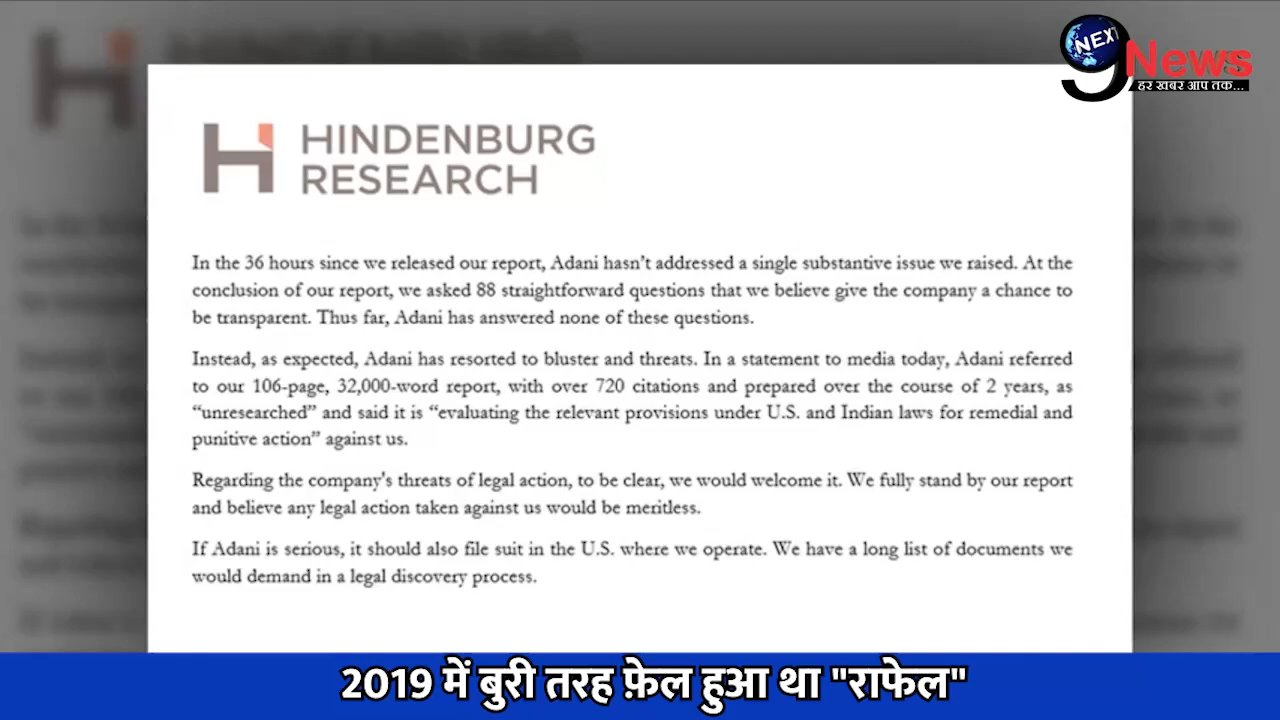 NEXT
9 News
हर खबर आप तक...
HINDENBURG
RESEARCH
In the 36 hours since we released our report, Adani hasn't addressed a single substantive issue we raised. At the
conclusion of our report, we asked 88 straightforward questions that we believe give the company a chance to
be transparent. Thus far, Adani has answered none of these questions.
Instead, as expected, Adani has resorted to bluster and threats. In a statement to media today, Adani referred
to our 106-page, 32,000-word report, with over 720 citations and prepared over the course of 2 years, as
“unresearched” and said it is “evaluating the relevant provisions under U.S. and Indian laws for remedial and
punitive action” against us.
Regarding the company's threats of legal action, to be clear, we would welcome it. We fully stand by our report
and believe any legal action taken against us would be meritless.
If Adani is serious, it should also file suit in the U.S. where we operate. We have a long list of documents we
would demand in a legal discovery process.
2019 में बुरी तरह फ़ेल हुआ था "राफेल"